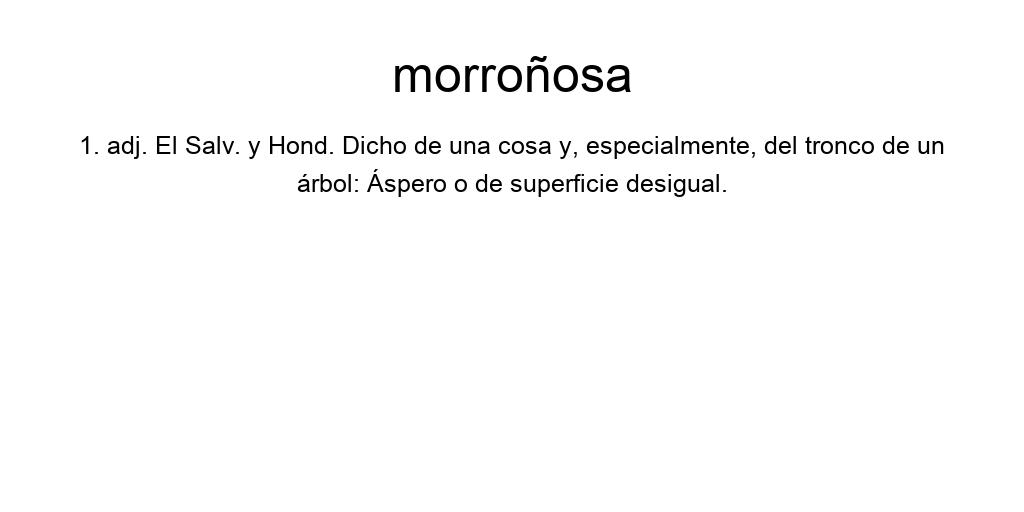 morroñosa
1. adj. El Salv. y Hond. Dicho de una cosa y, especialmente, del tronco de un
árbol: Áspero o de superficie desigual.